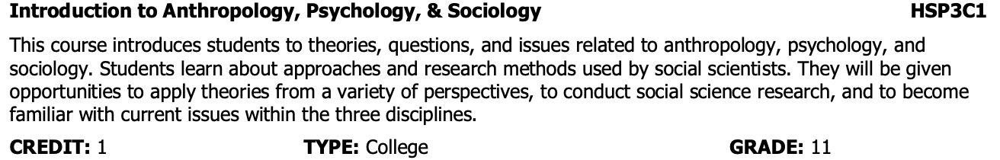 Introduction to Anthropology, Psychology, & Sociology HSP3C1
This course introduces students to theories, questions, and issues related to anthropology, psychology, and
sociology. Students learn about approaches and research methods used by social scientists. They will be given
opportunities to apply theories from a variety of perspectives, to conduct social science research, and to become
familiar with current issues within the three disciplines.
CREDIT: 1 TYPE: College GRADE: 11